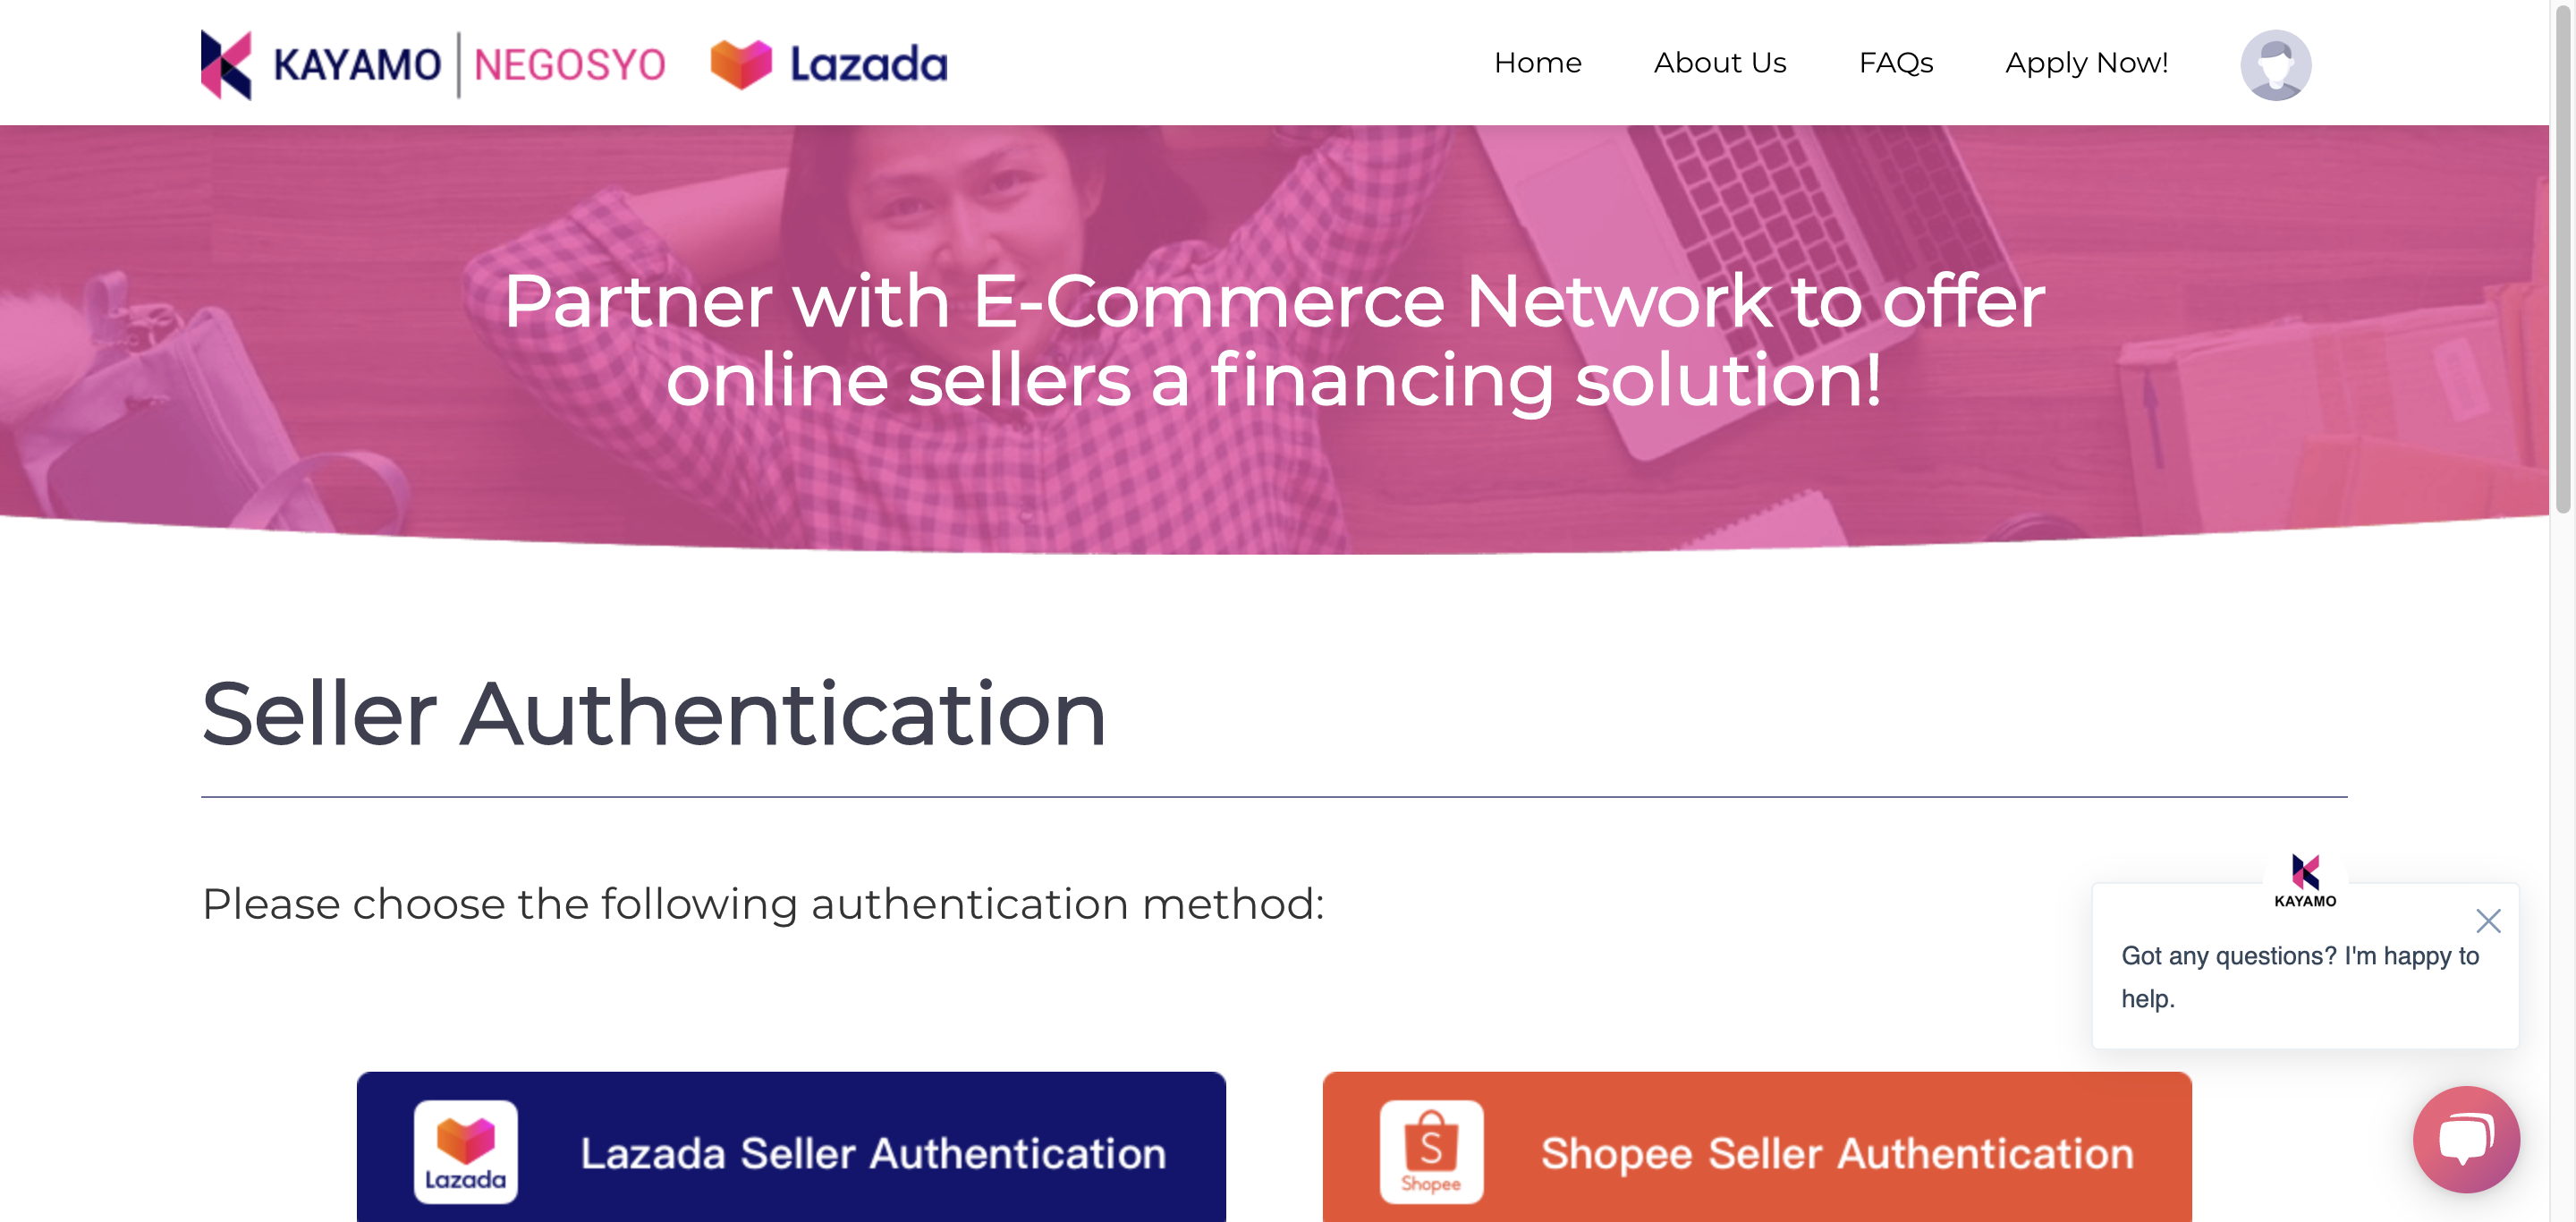 KAYAMO NEGOSYO Lazada
Home About Us FAQs Apply Now!
Partner with E-Commerce Network to offer
online sellers a financing solution!
Seller Authentication
Please choose the following authentication method:
KAYAMO
Got any questions? I'm happy to
help.
Lazada
Lazada Seller Authentication
S
Shopee
Shopee Seller Authentication